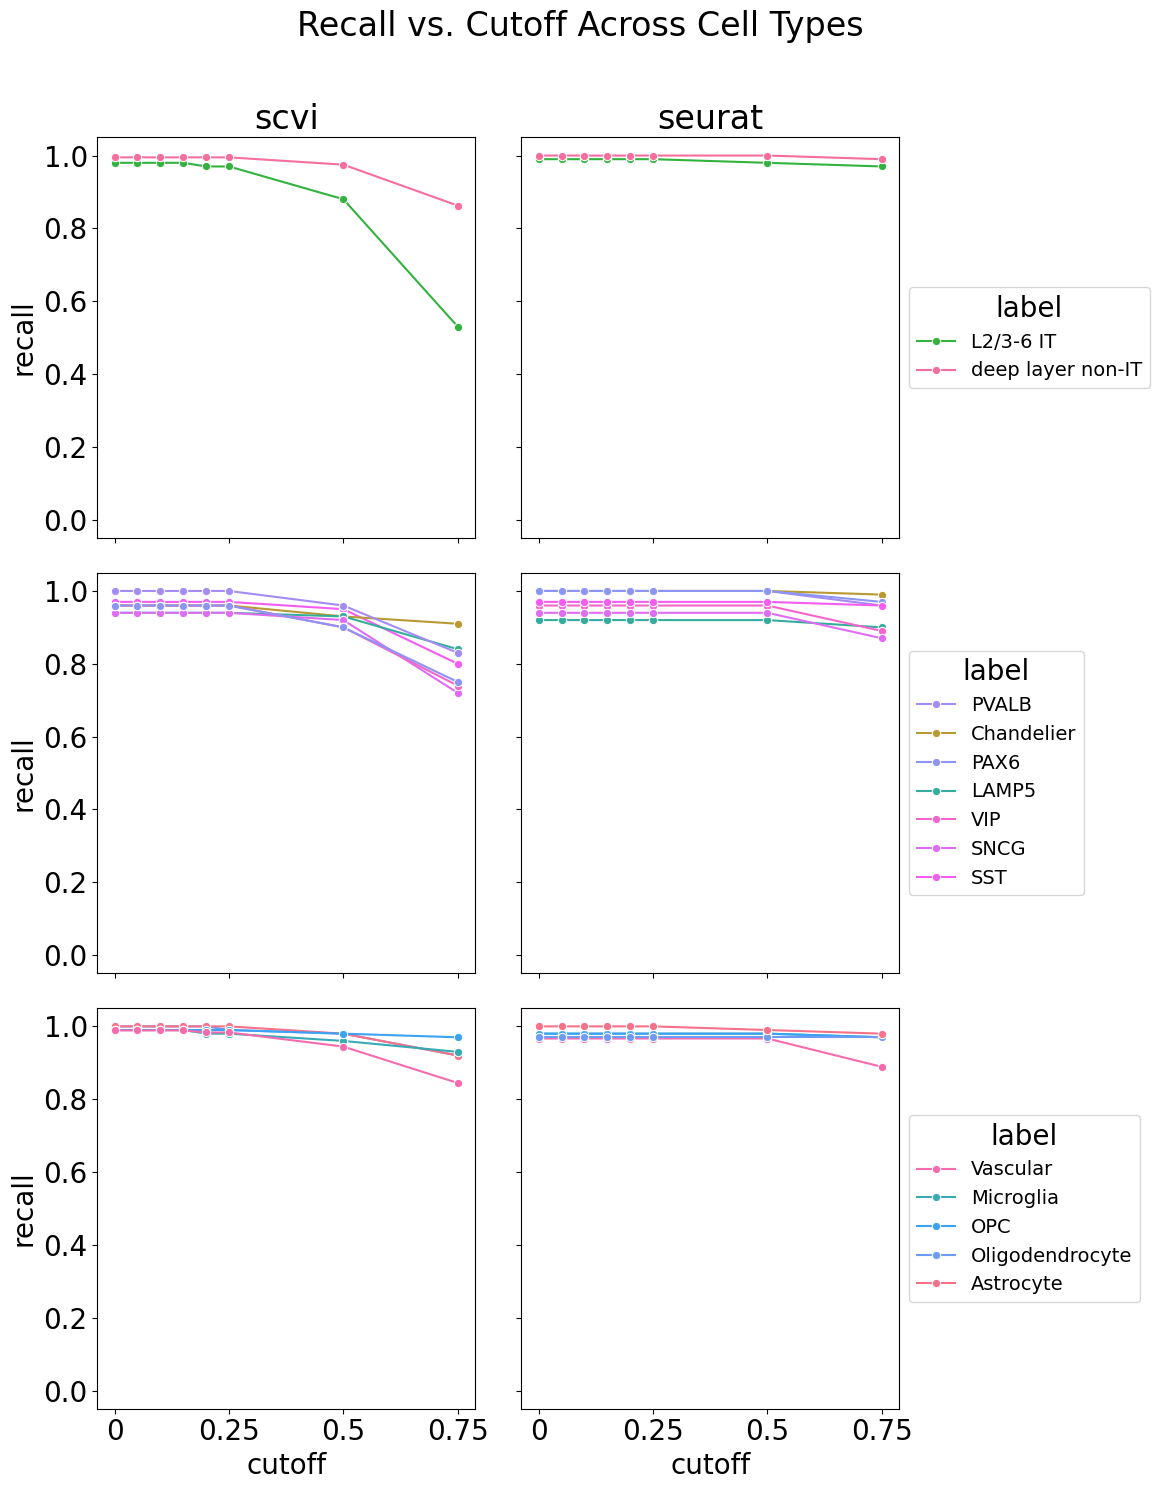 Recall vs. Cutoff Across Cell Types
scvi
seurat
1.0
0.8
0.6
0.4
0.2
0.0
recall
label
L2/3-6 IT
deep layer non-IT
1.0
0.8
0.6
0.4
0.2
0.0
recall
label
PVALB
Chandelier
PAX6
LAMP5
VIP
SNCG
SST
1.0
0.8
0.6
0.4
0.2
0.0
recall
label
Vascular
Microglia
OPC
Oligodendrocyte
Astrocyte
0 0.25 0.5 0.75
cutoff
0 0.25 0.5 0.75
cutoff